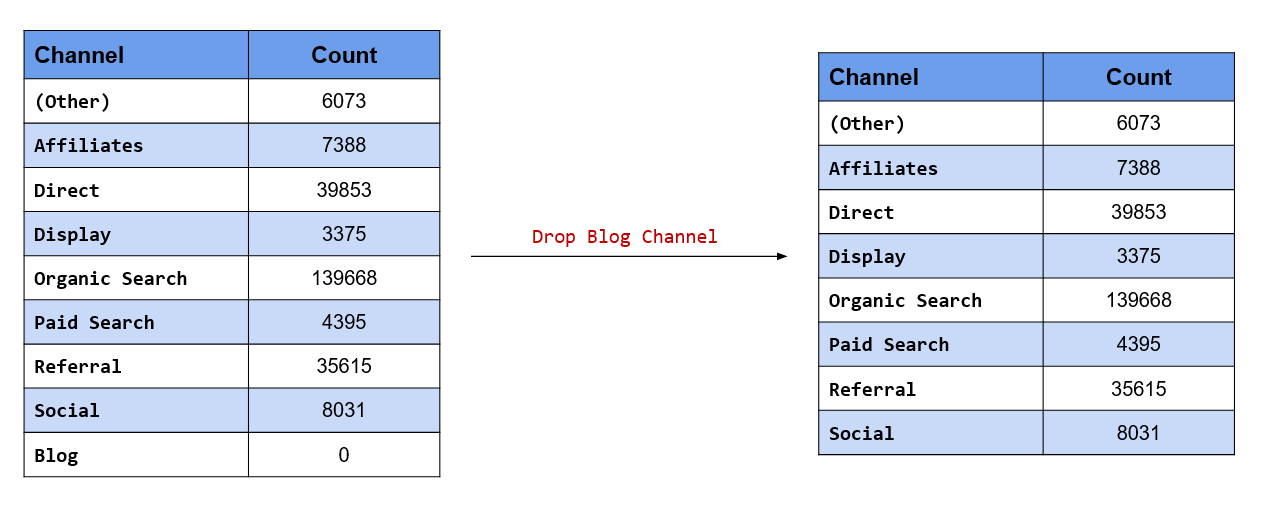 Channel Count
(Other) 6073
Affiliates 7388
Direct 39853
Display 3375
Organic Search 139668
Paid Search 4395
Referral 35615
Social 8031
Blog 0
Drop Blog Channel
Channel Count
(Other) 6073
Affiliates 7388
Direct 39853
Display 3375
Organic Search 139668
Paid Search 4395
Referral 35615
Social 8031